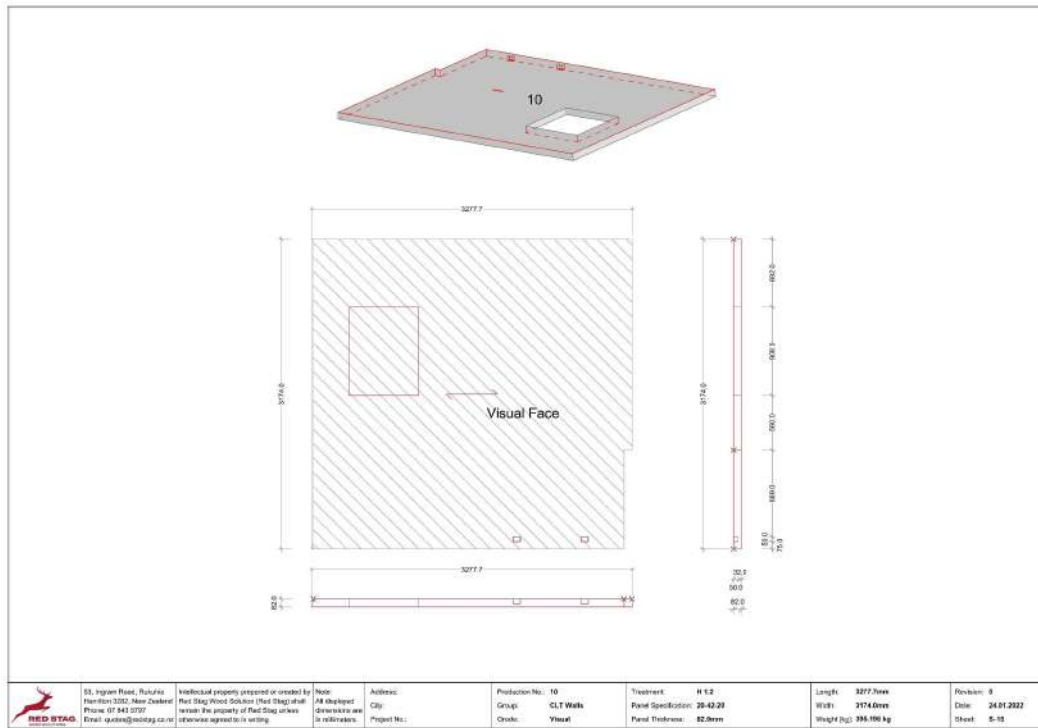 10
3277.7
3174.0
Visual Face
3174.0
692.0
908.0
560.0
889.0
50.0
75.0
3277.7
82.0
32.0
50.0
82.0
RED STAG
55, Ingram Road, Rukuhia
Hamilton 3282, New Zealand
Phone: 07 843 5797
Email: quotes@redstag.co.nz
Intellectual property prepared or created by
Red Stag Wood Solution (Red Stag) shall
remain the property of Red Stag unless
otherwise agreed to in writing
Note:
All displayed
dimensions are
in millimeters.
Address:
City:
Project No.:
Production No.: 10
Group: CLT Walls
Grade: Visual
Treatment: H 1.2
Panel Specification: 20-42-20
Panel Thickness: 82.0mm
Length: 3277.7mm
Width: 3174.0mm
Weight [kg]: 395.196 kg
Revision: 0
Date: 24.01.2022
Sheet: S-15